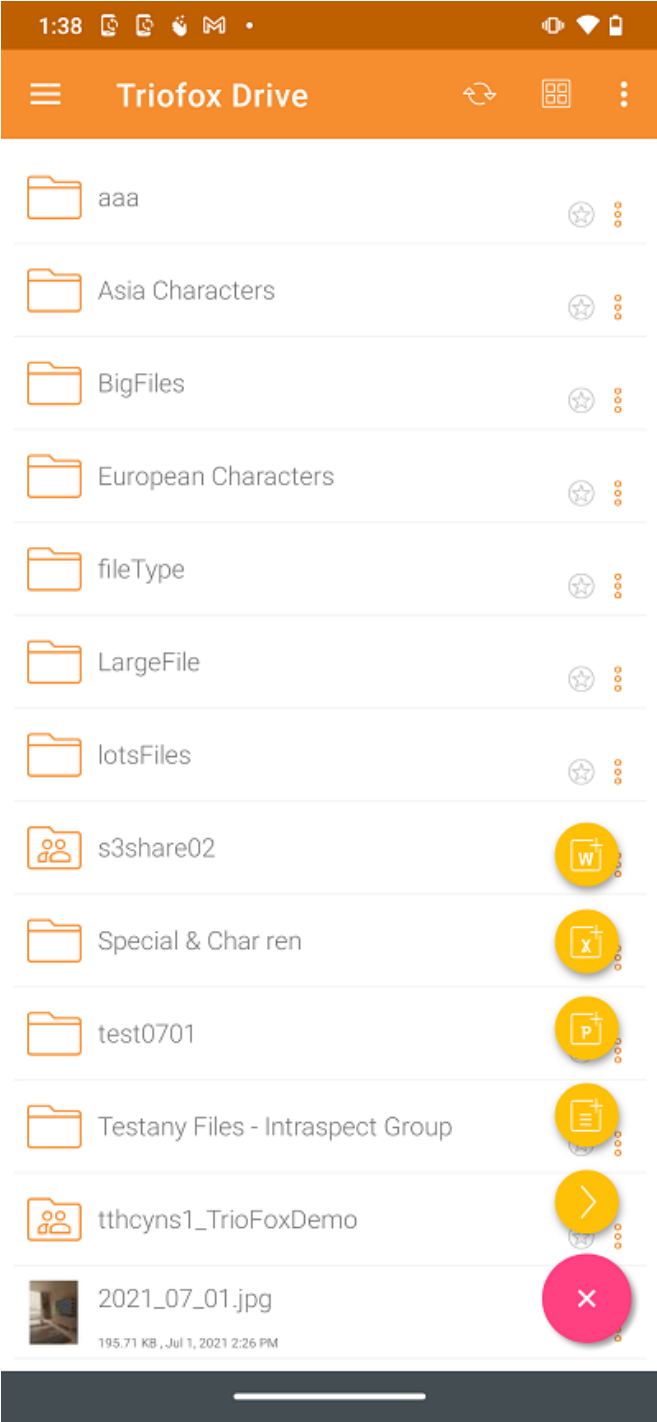 1:38
Triofox Drive
aaa
Asia Characters
BigFiles
European Characters
fileType
LargeFile
lotsFiles
s3share02
W
Special & Char ren
X
test0701
P
Testany Files - Intraspect Group
tthcyns1_TrioFoxDemo
2021_07_01.jpg
195.71 KB , Jul 1, 2021 2:26 PM